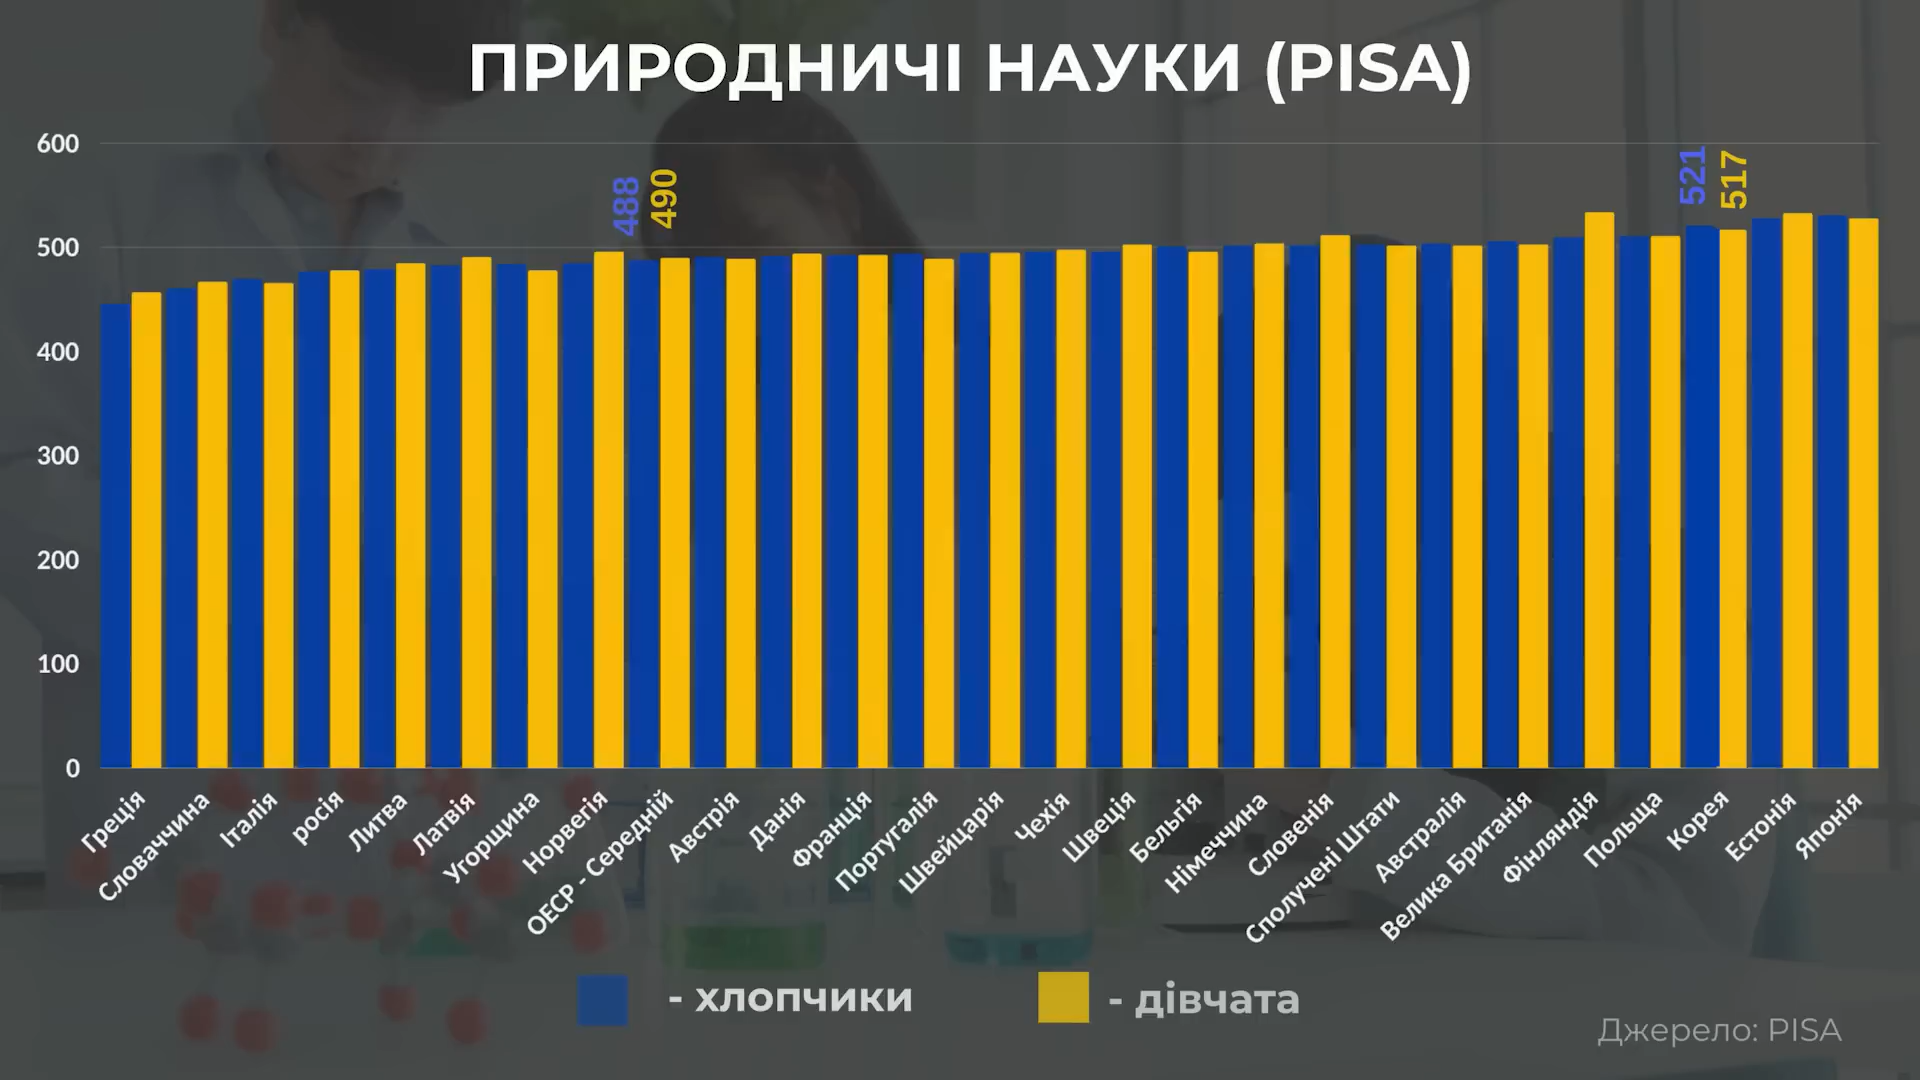 ПРИРОДНИЧІ НАУКИ (PISA)
600
500
400
300
200
100
0
488
490
521
517
Греція
Словаччина
Італія
росія
Литва
Латвія
Угорщина
Норвегія
ОЕСР - Середній
Австрія
Данія
Франція
Португалія
Швейцарія
Чехія
Швеція
Бельгія
Німеччина
Словенія
Сполучені Штати
Австралія
Велика Британія
Фінляндія
Польща
Корея
Естонія
Японія
- хлопчики
- дівчата
Джерело: PISA